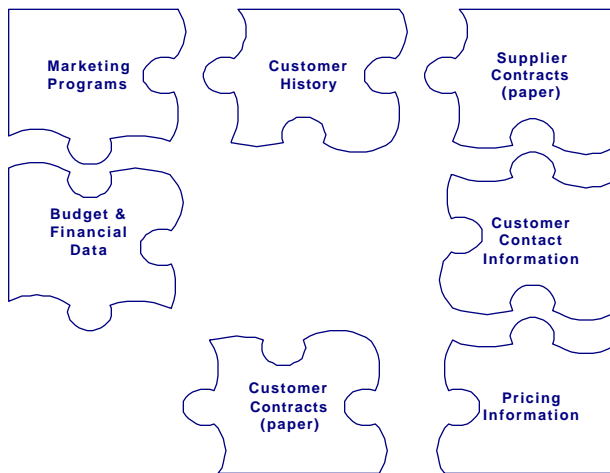 Marketing
Programs
Customer
History
Supplier
Contracts
(paper)
Budget &
Financial
Data
Customer
Contact
Information
Customer
Contracts
(paper)
Pricing
Information